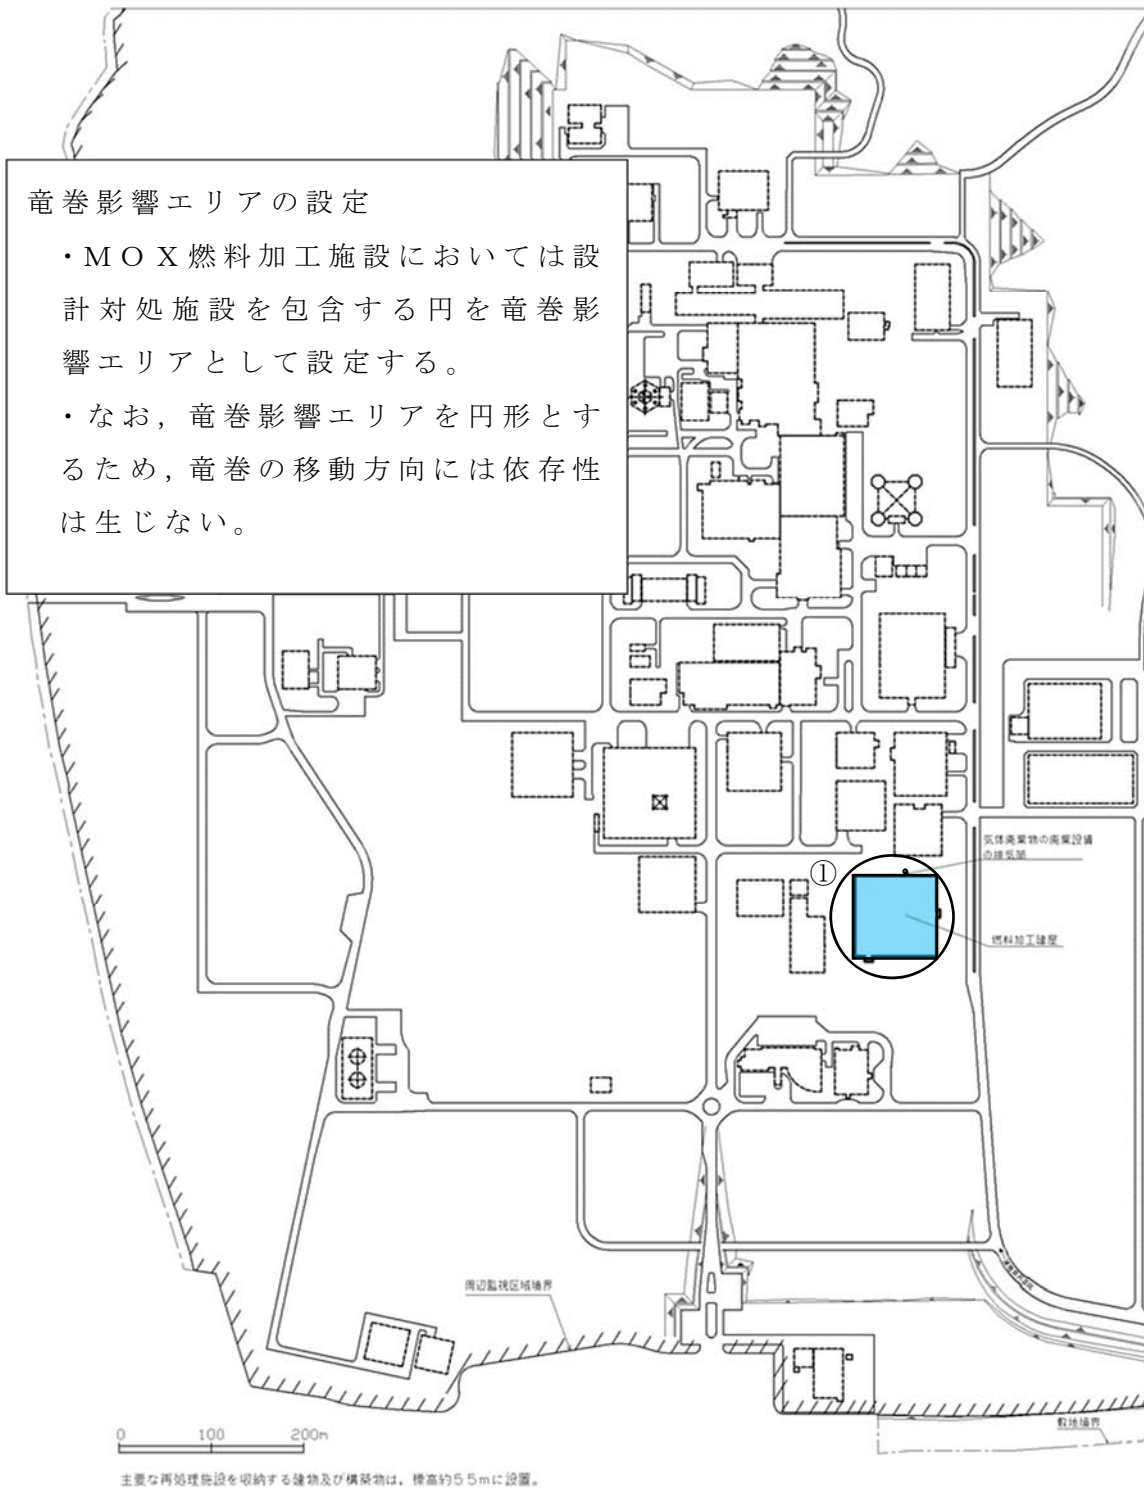 竜巻影響エリアの設定
・MOX燃料加工施設においては設
計対処施設を包含する円を竜巻影
響エリアとして設定する。
・なお,竜巻影響エリアを円形とす
るため,竜巻の移動方向には依存性
は生じない。
気体廃棄物の廃棄設備
の排気筒
①
燃料加工建屋
周辺監視区域境界
敷地境界
0 100 200m
主要な再処理施設を収納する建物及び構築物は,標高約55mに設置。